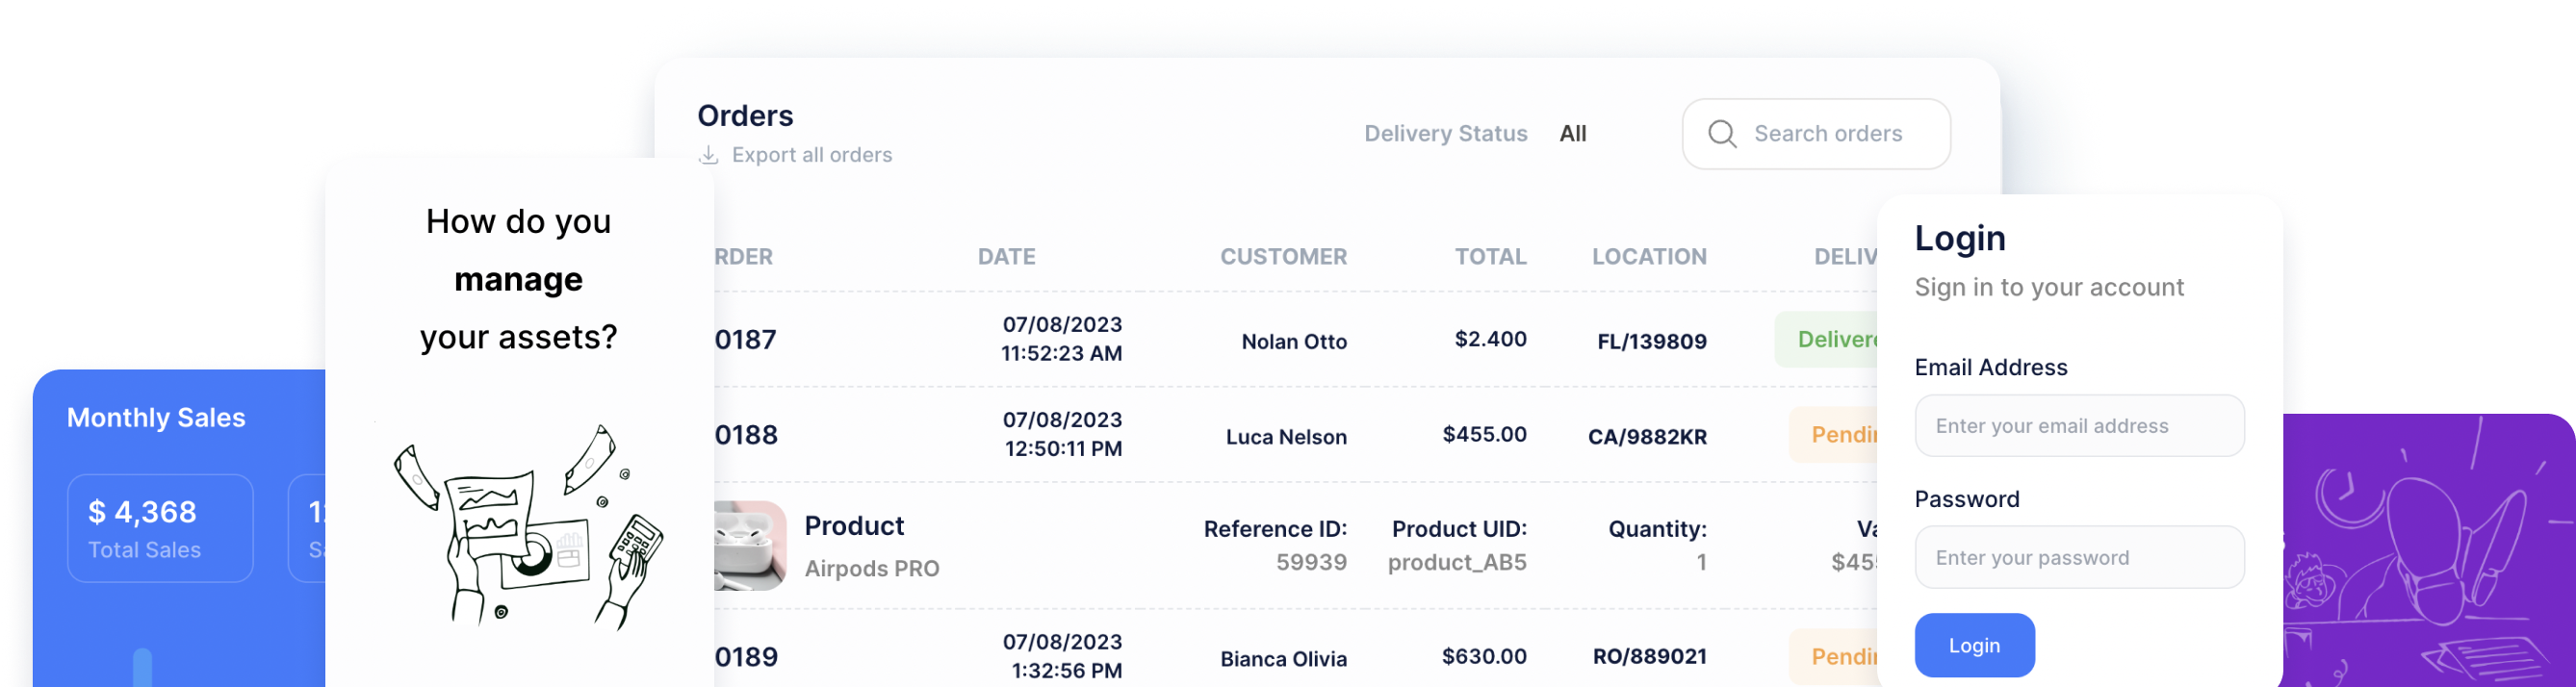 Orders
Export all orders
Delivery Status All
Search orders
RDER DATE CUSTOMER TOTAL LOCATION DELIV
0187 07/08/2023 11:52:23 AM Nolan Otto $2.400 FL/139809 Deliver
0188 07/08/2023 12:50:11 PM Luca Nelson $455.00 CA/9882KR Pendi
Product Reference ID: Product UID: Quantity: Va
Airpods PRO 59939 product_AB5 1 $45
0189 07/08/2023 1:32:56 PM Bianca Olivia $630.00 RO/889021 Pendi
How do you
manage
your assets?
Monthly Sales
$ 4,368
Total Sales
Login
Sign in to your account
Email Address
Enter your email address
Password
Enter your password
Login